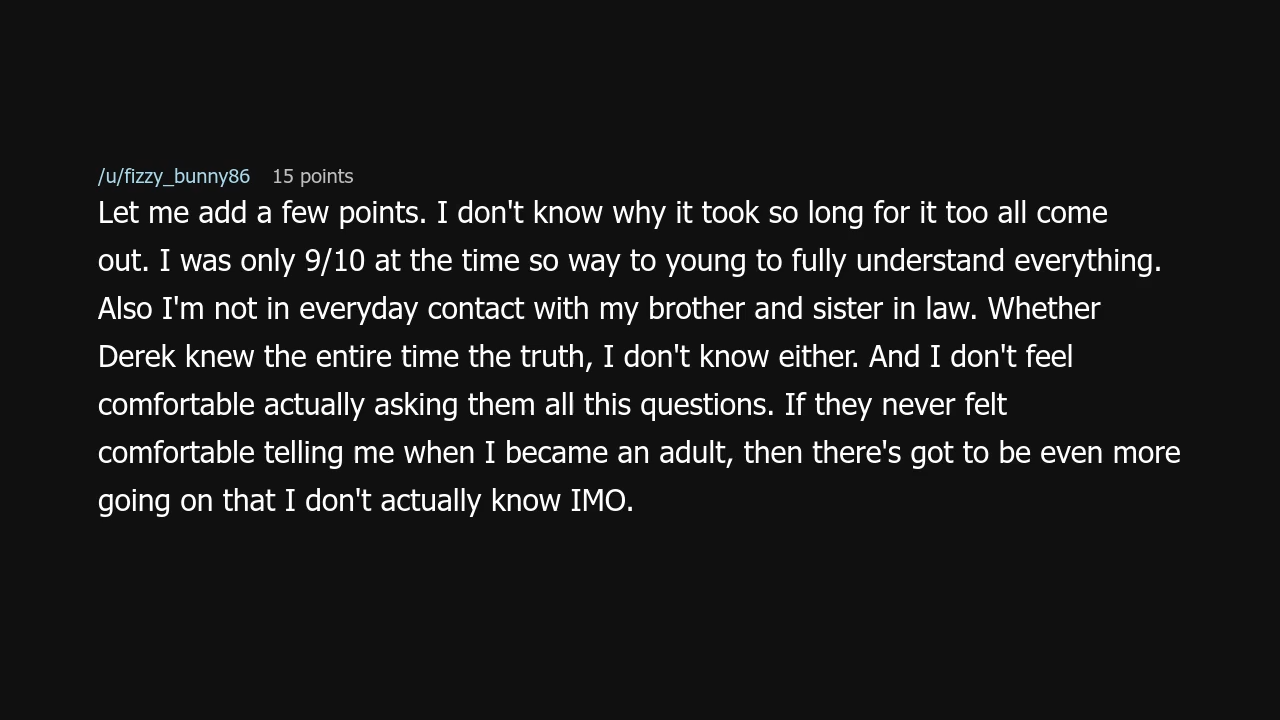 /u/fizzy_bunny86 15 points
Let me add a few points. I don't know why it took so long for it too all come
out. I was only 9/10 at the time so way to young to fully understand everything.
Also I'm not in everyday contact with my brother and sister in law. Whether
Derek knew the entire time the truth, I don't know either. And I don't feel
comfortable actually asking them all this questions. If they never felt
comfortable telling me when I became an adult, then there's got to be even more
going on that I don't actually know IMO.